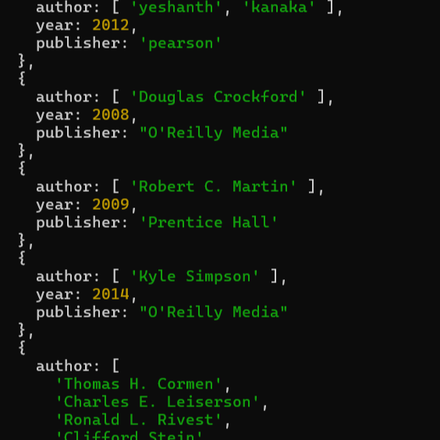 author: [ 'yeshanth', 'kanaka' ],
year: 2012,
publisher: 'pearson'
},
{
author: [ 'Douglas Crockford' ],
year: 2008,
publisher: "O'Reilly Media"
},
{
author: [ 'Robert C. Martin' ],
year: 2009,
publisher: 'Prentice Hall'
},
{
author: [ 'Kyle Simpson' ],
year: 2014,
publisher: "O'Reilly Media"
},
{
author: [
'Thomas H. Cormen',
'Charles E. Leiserson',
'Ronald L. Rivest',
'Clifford Stein'